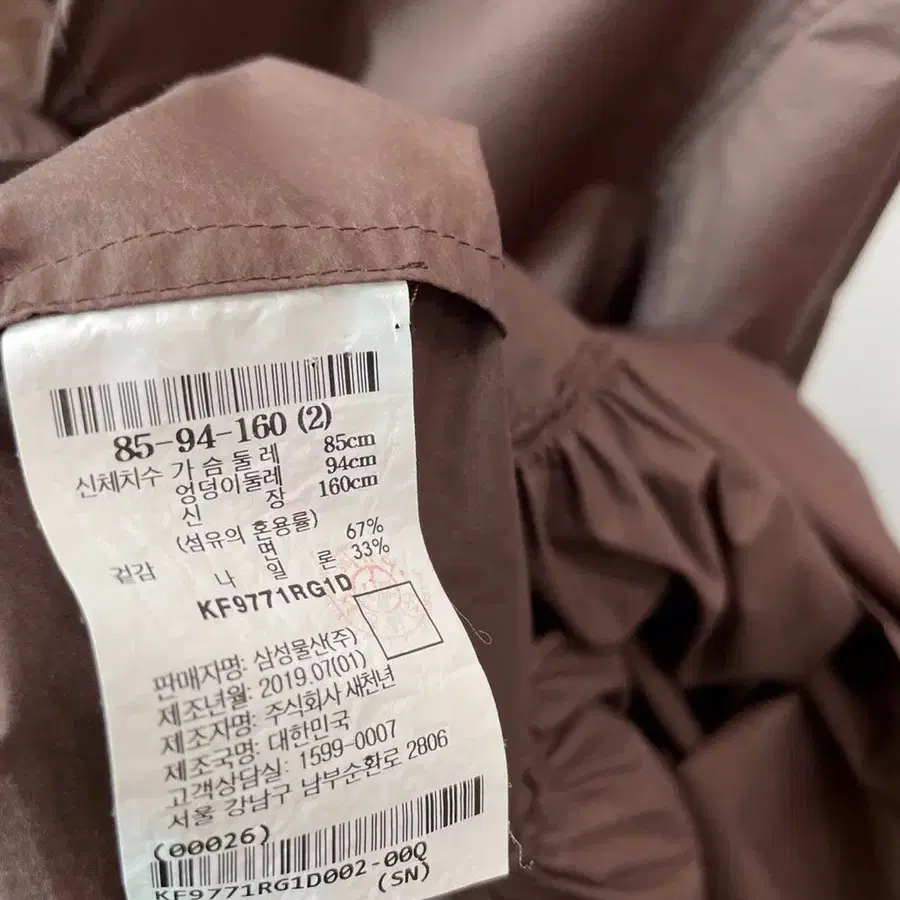 85-94-160 (2)
신체치수 가 슴 둘 레 85cm
엉덩이둘레 94cm
신 장 160cm
(섬유의 혼용률)
겉감 면 67%
나 일 론 33%
KF9771RG1D
판매자명: 삼성물산(주)
제조년월: 2019.07(01)
제조자명: 주식회사 새천년
제조국명: 대한민국
고객상담실: 1599-0007
서울 강남구 남부순환로 2806
(00026)
KF9771RG1D002-00Q
(SN)